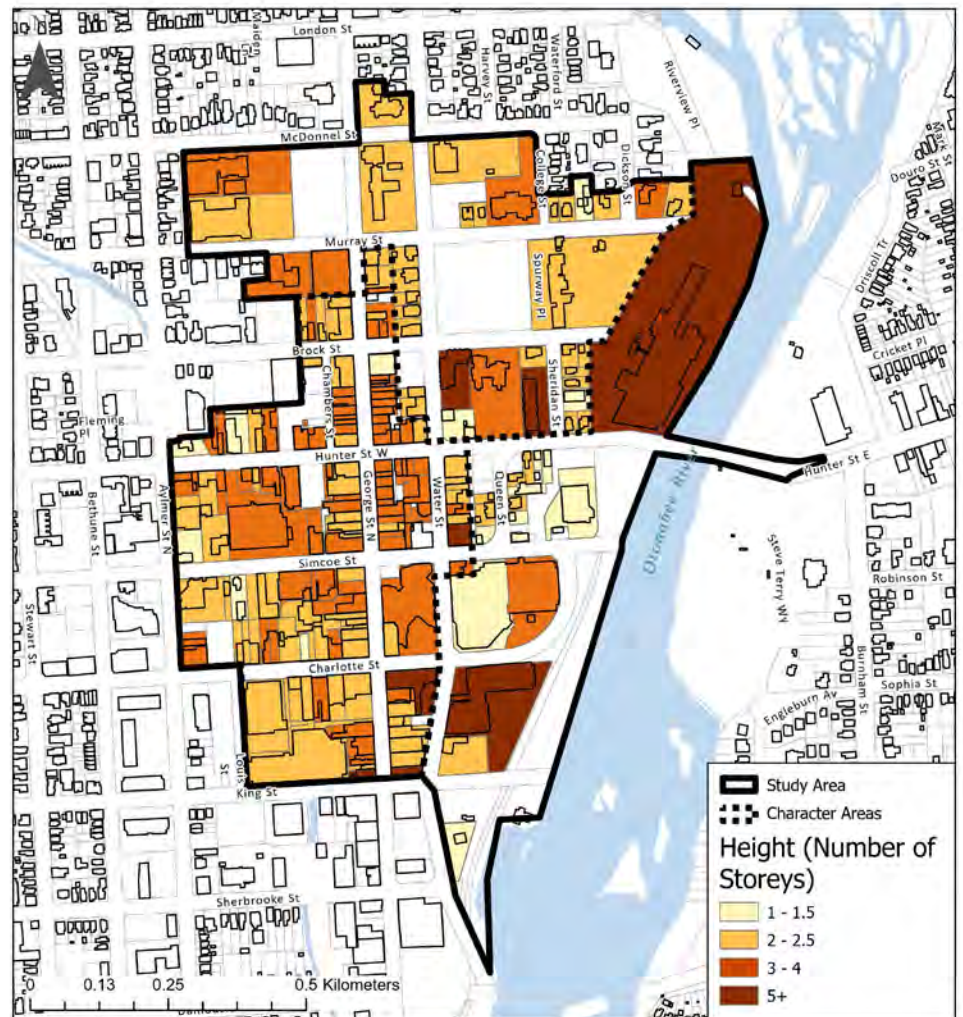 London St
Harvey St
Waterford St
Riverview Pl
McDonnel St
College St
Dickson St
Mark St
Douro St
Murray St
Spurway Pl
Driscoll Tr
Cricket Pl
Brock St
Chambers St
Sheridan St
Fleming
Pl
Hunter St W
Hunter St E
Bethune St
Aylmer St N
George St N
Water St
Queen St
Otonabee River
Steve Terry Wy
Simcoe St
Robinson St
Stewart St
Charlotte St
Burnham St
Sophia St
Engleburn Av
Louis
St
King St
Sherbrooke St
0 0.13 0.25 0.5 Kilometers
Study Area
Character Areas
Height (Number of
Storeys)
1 - 1.5
2 - 2.5
3 - 4
5+